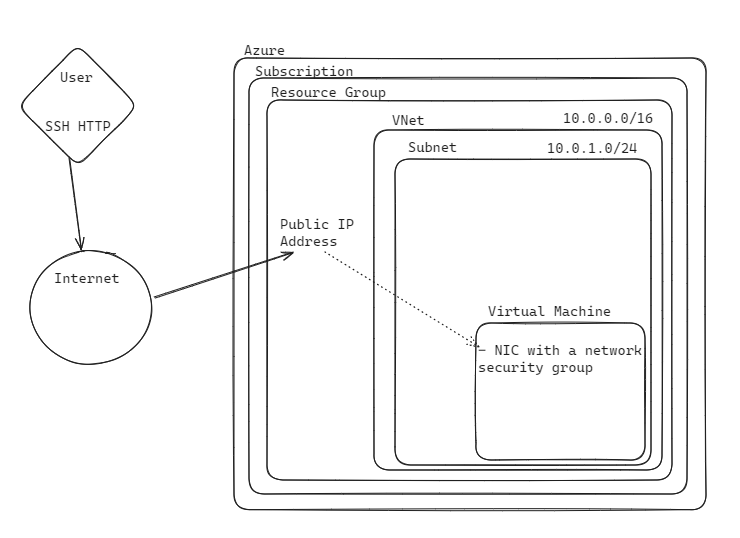 Azure
Subscription
Resource Group
User
SSH HTTP
VNet
10.0.0.0/16
Subnet
10.0.1.0/24
Public IP
Address
Internet
Virtual Machine
- NIC with a network
security group